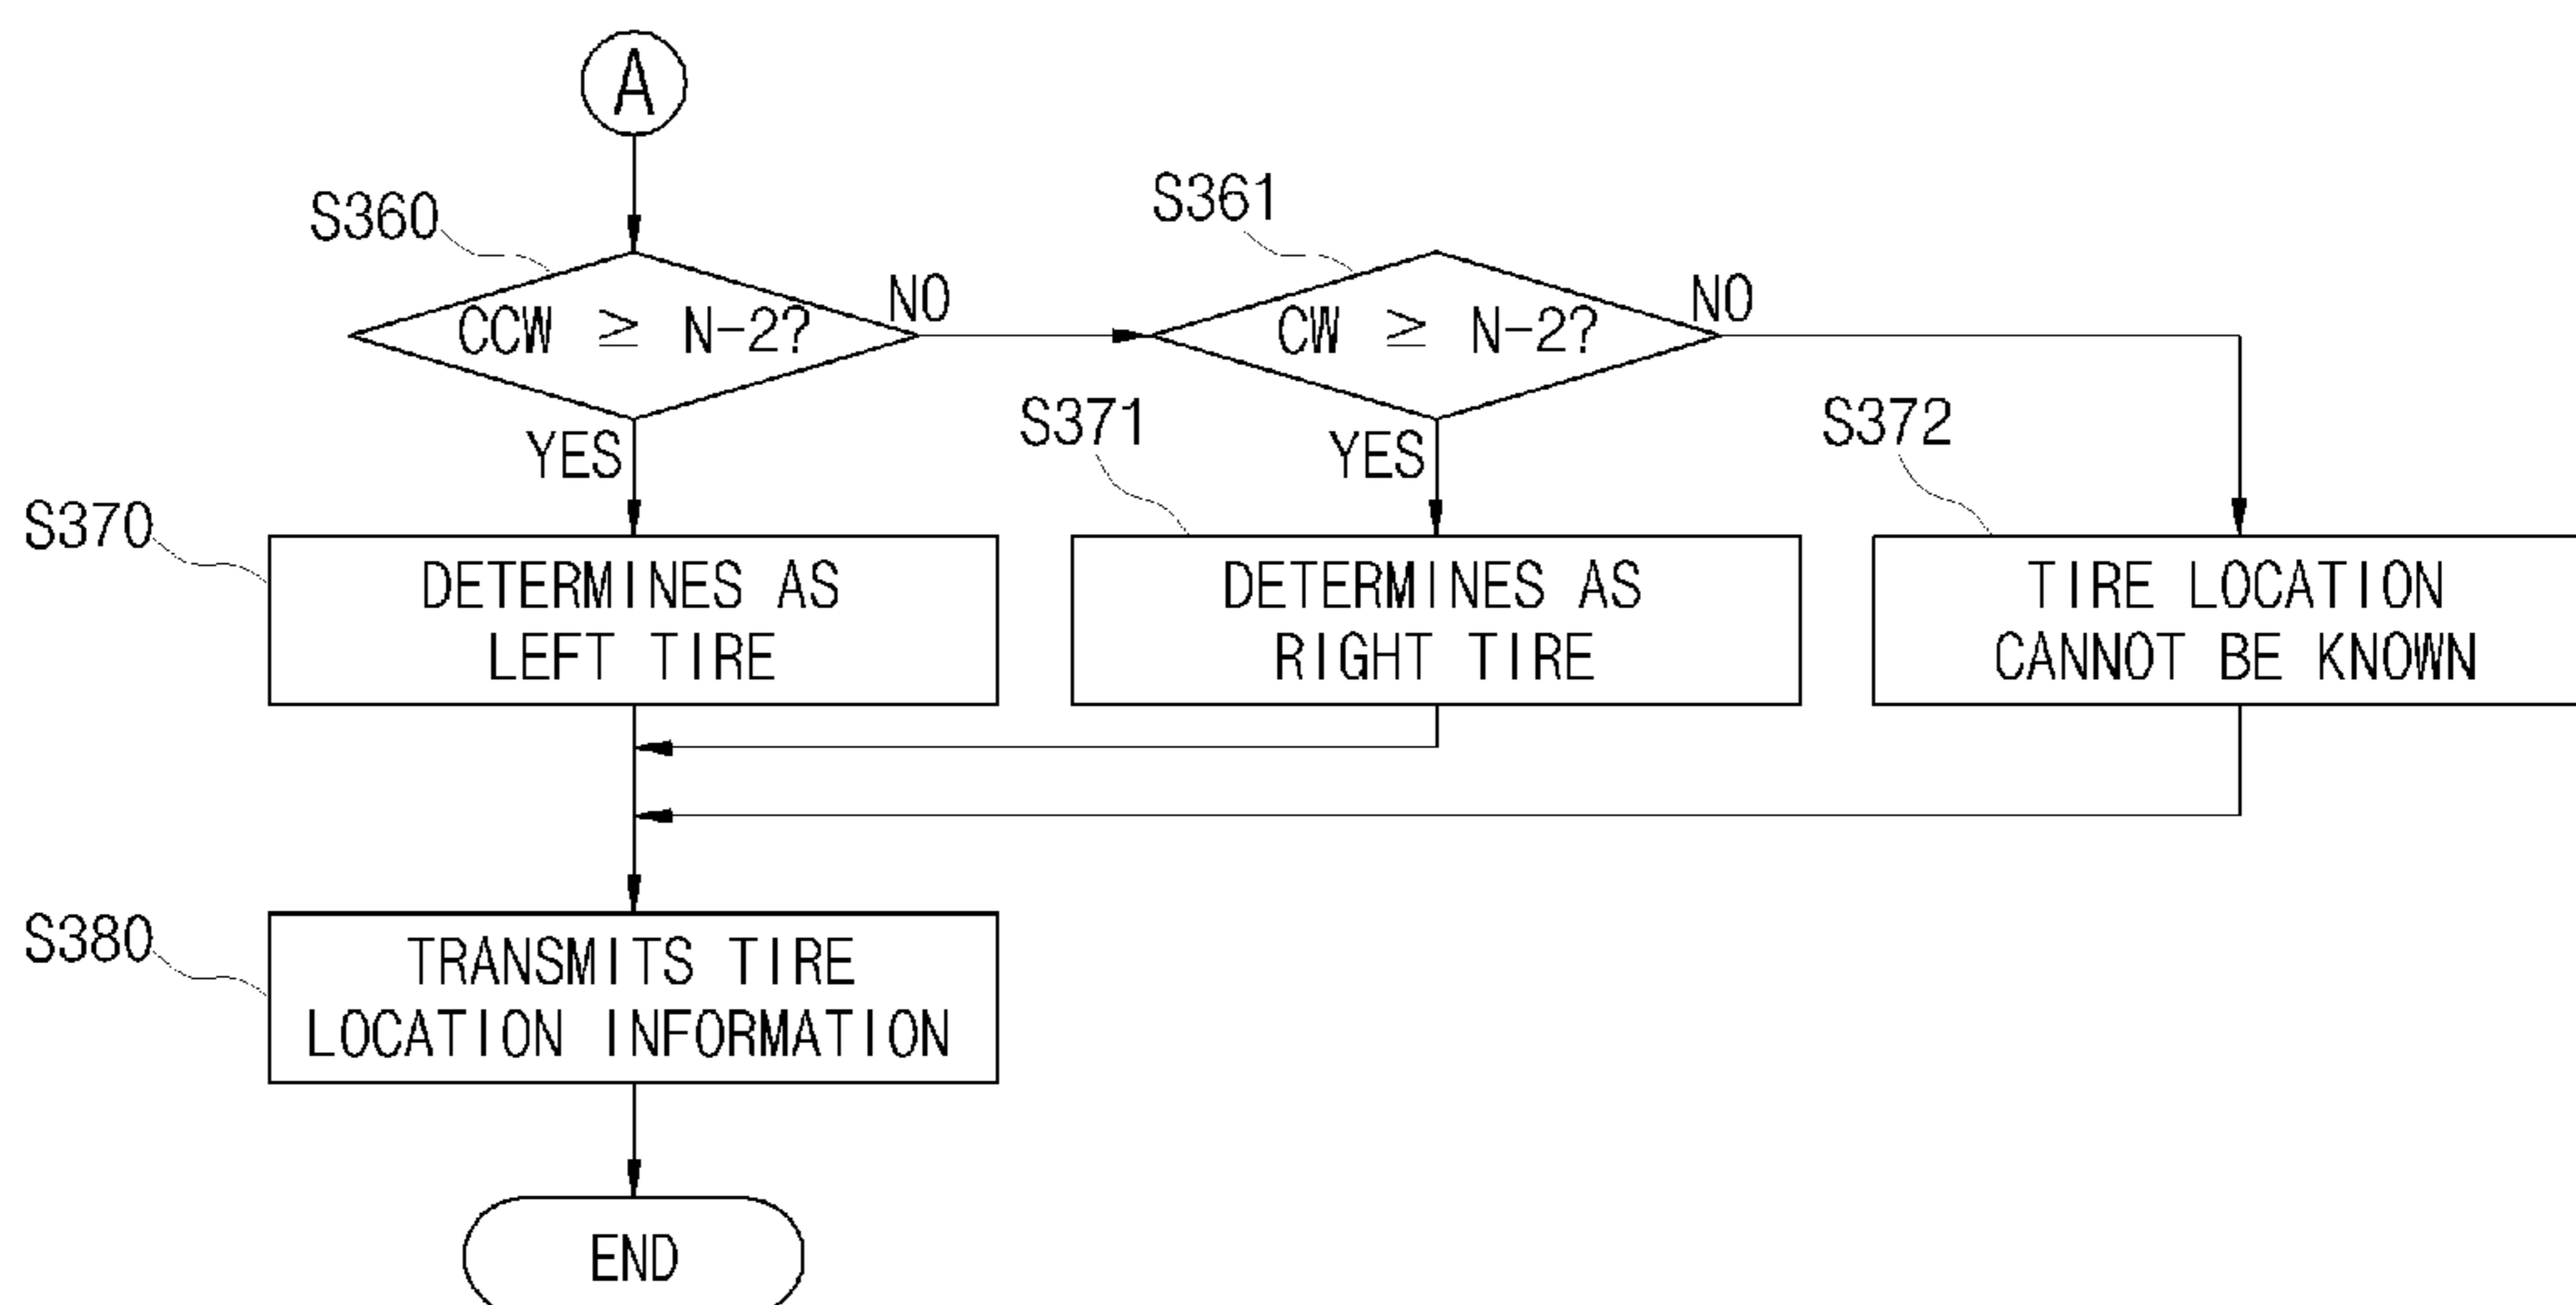 A
S360
CCW ≥ N-2?
NO
S361
CW ≥ N-2?
NO
YES
YES
S370
DETERMINES AS
LEFT TIRE
S371
DETERMINES AS
RIGHT TIRE
S372
TIRE LOCATION
CANNOT BE KNOWN
S380
TRANSMITS TIRE
LOCATION INFORMATION
END